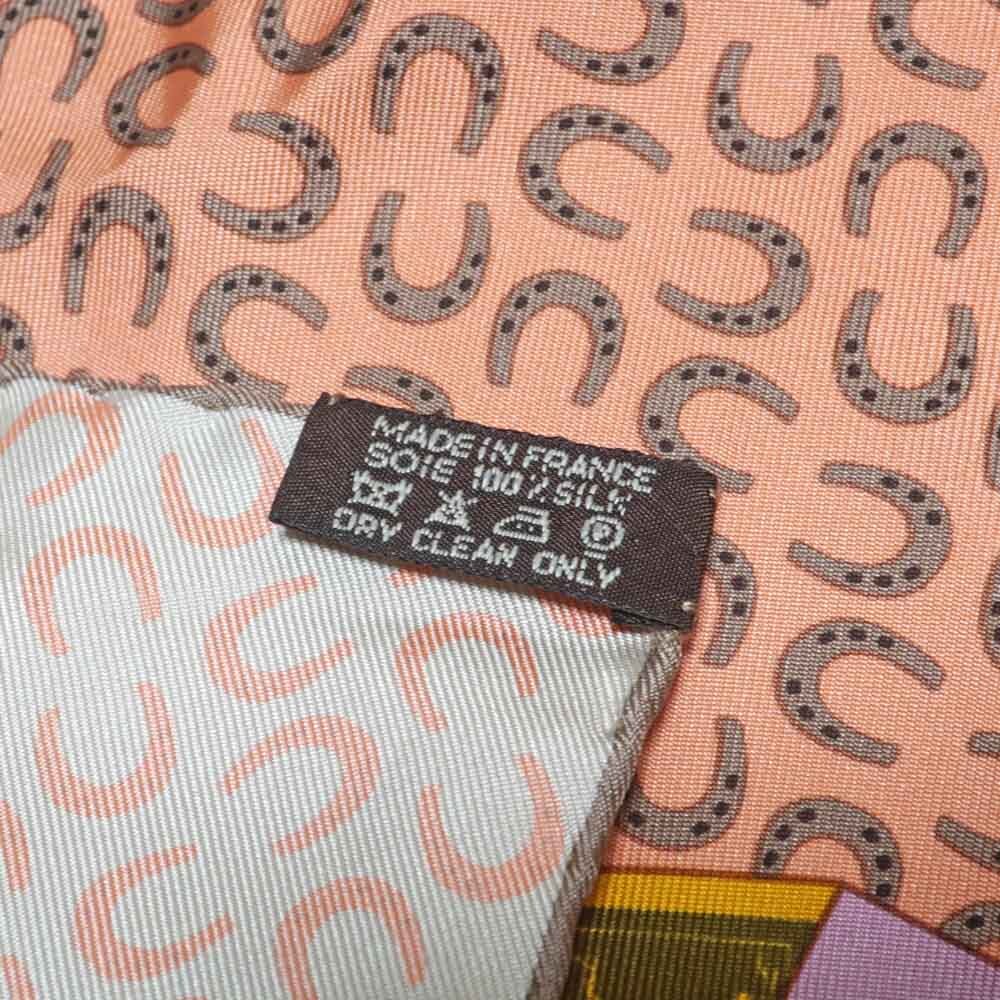 MADE IN FRANCE
SOIE 100% SILK
P
DRY CLEAN ONLY